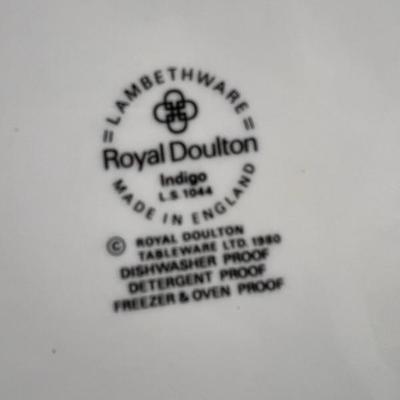 = LAMBETHWARE =
Royal Doulton
Indigo
L.S. 1044
MADE IN ENGLAND
© ROYAL DOULTON
TABLEWARE LTD. 1980
DISHWASHER PROOF
DETERGENT PROOF
FREEZER & OVEN PROOF